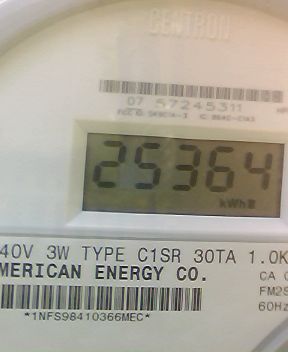 CENTRON
07 57245311
25364
kWh
40V 3W TYPE C1SR 30TA 1.0K
MERICAN ENERGY CO.
CA
FM2S
60Hz
*1NFS98410366MEC*